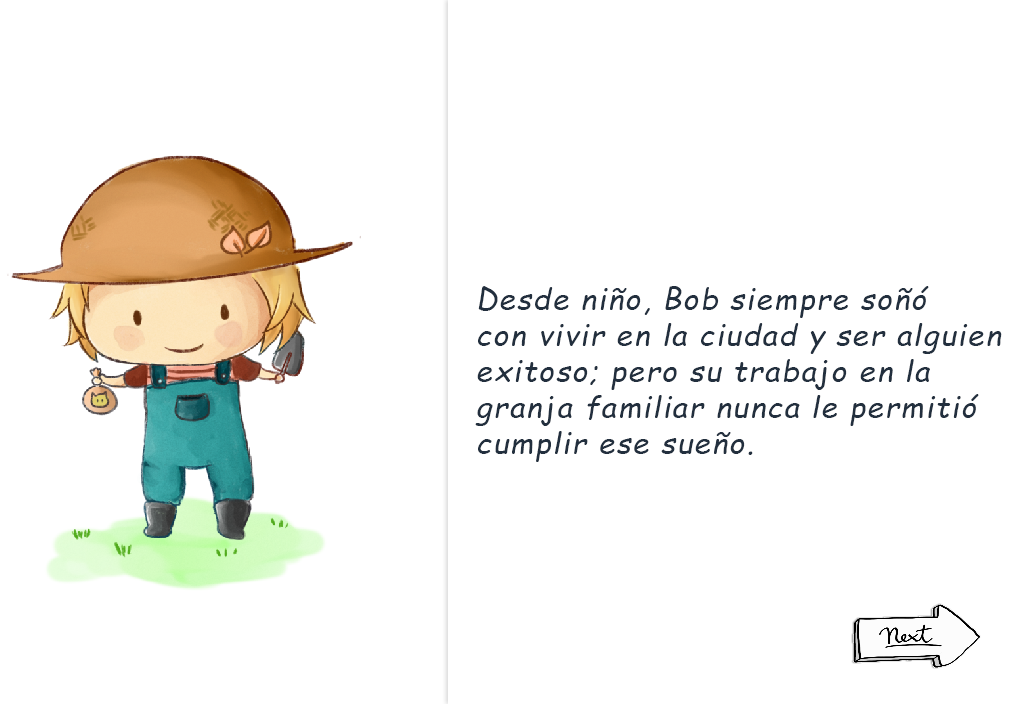 Desde niño, Bob siempre soñó
con vivir en la ciudad y ser alguien
exitoso; pero su trabajo en la
granja familiar nunca le permitió
cumplir ese sueño.
Next